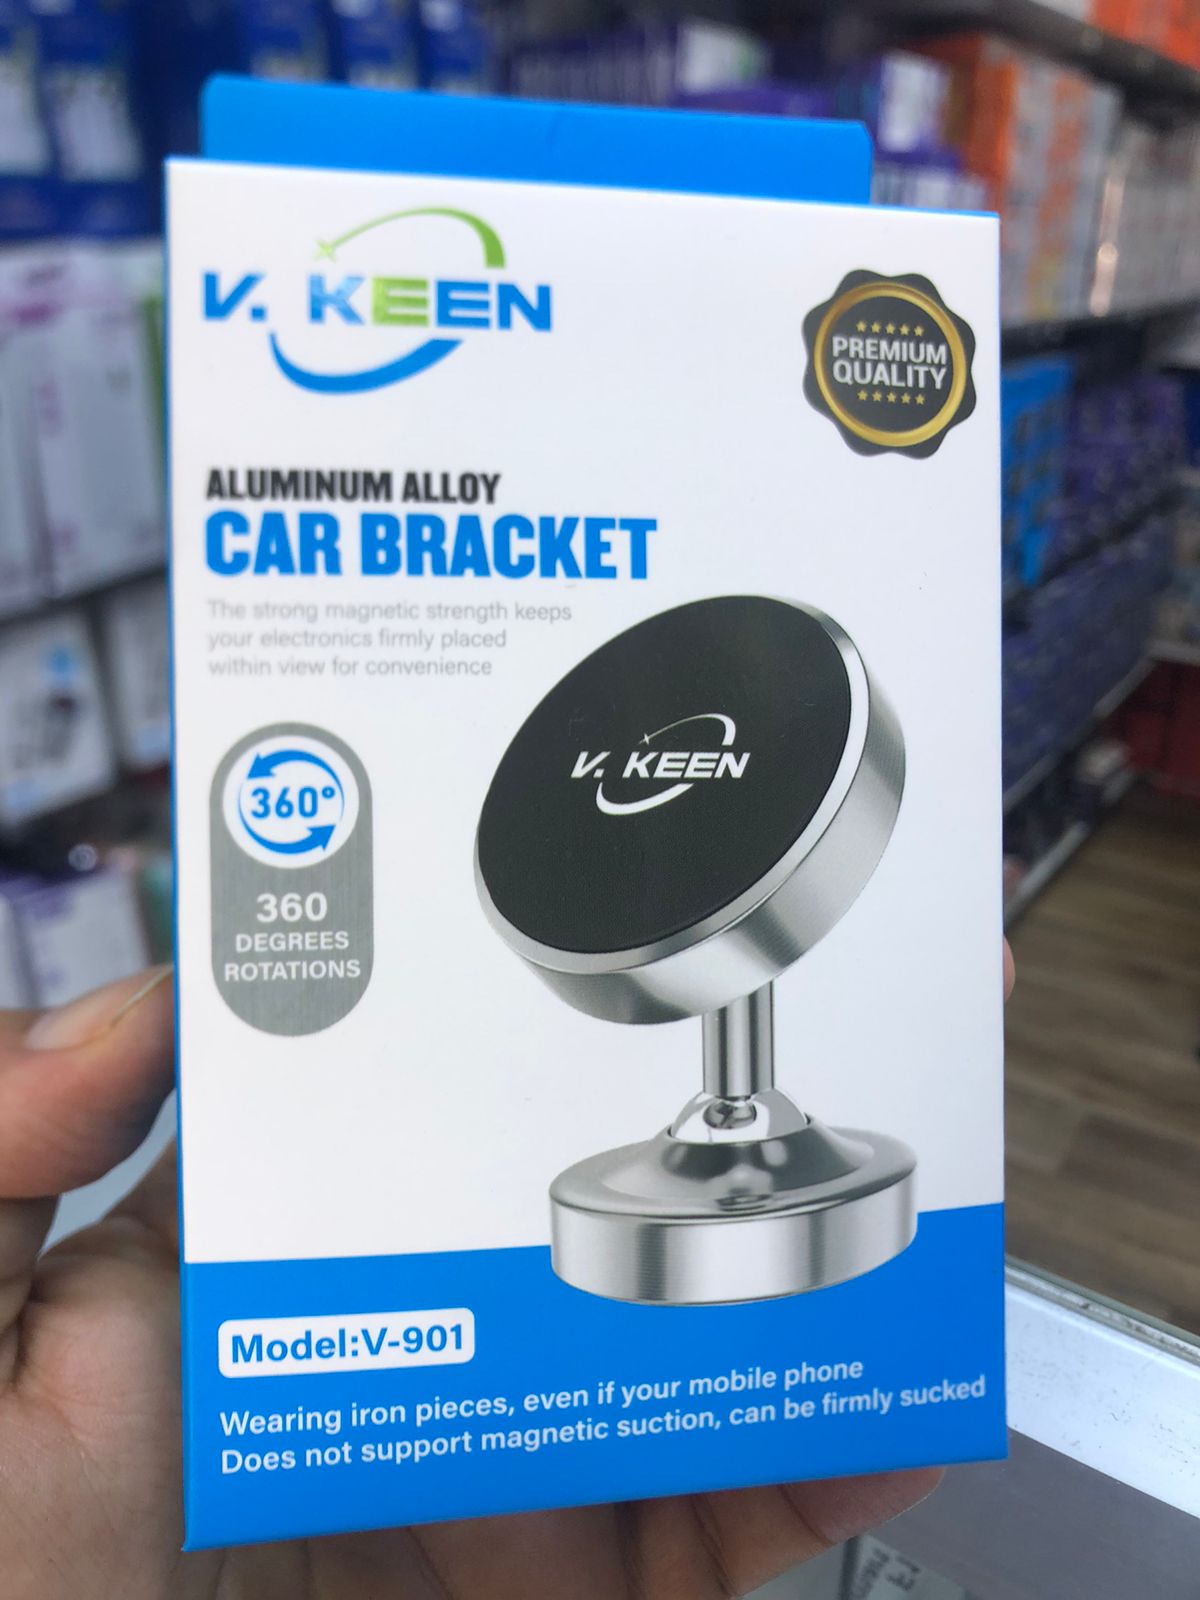 V. KEEN
PREMIUM
QUALITY
ALUMINUM ALLOY
CAR BRACKET
The strong magnetic strength keeps
your electronics firmly placed
within view for convenience
V. KEEN
360°
360
DEGREES
ROTATIONS
Model:V-901
Wearing iron pieces, even if your mobile phone
Does not support magnetic suction, can be firmly sucked